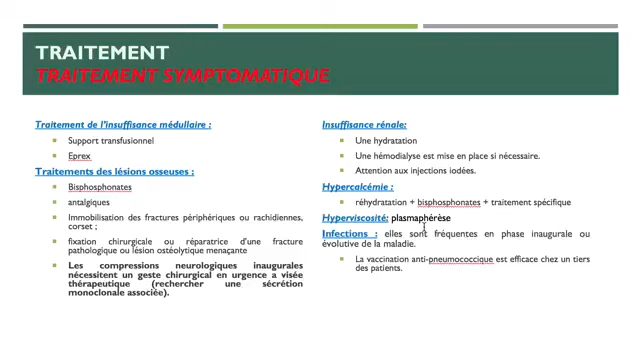 TRAITEMENT
TRAITEMENT SYMPTOMATIQUE
Traitement de l'insuffisance médullaire :
Support transfusionnel
Eprex
Traitements des lésions osseuses :
Bisphosphonates
antalgiques
Immobilisation des fractures périphériques ou rachidiennes,
corset ;
fixation chirurgicale ou réparatrice d'une fracture
pathologique ou lésion ostéolytique menaçante
Les compressions neurologiques inaugurales
nécessitent un geste chirurgical en urgence a visée
thérapeutique (rechercher une sécrétion
monoclonale associée).
Insuffisance rénale:
Une hydratation
Une hémodialyse est mise en place si nécessaire.
Attention aux injections iodées.
Hypercalcémie :
réhydratation + bisphosphonates + traitement spécifique
Hyperviscosité: plasmaphérèse
Infections : elles sont fréquentes en phase inaugurale ou
évolutive de la maladie.
La vaccination anti-pneumococcique est efficace chez un tiers
des patients.